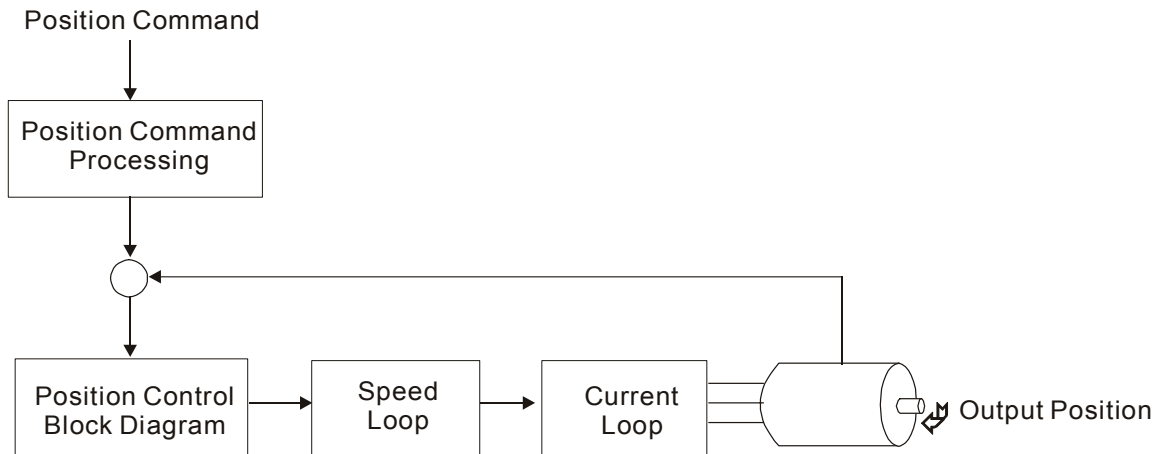 Position Command
Position Command
Processing
Position Control
Block Diagram
Speed
Loop
Current
Loop
Output Position